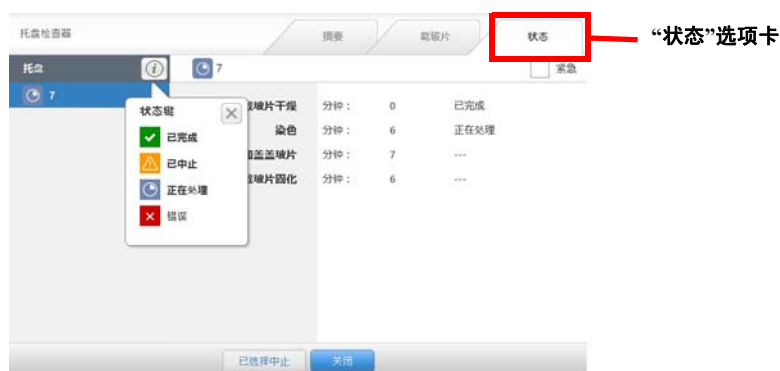 托盘检查器
摘要
载玻片
状态
“状态”选项卡
托盘
7
紧急
7
状态键
已完成
已中止
正在处理
错误
载玻片干燥 分钟： 0 已完成
染色 分钟： 6 正在处理
加盖盖玻片 分钟： 7 ---
载玻片固化 分钟： 6 ---
已选择中止
关闭